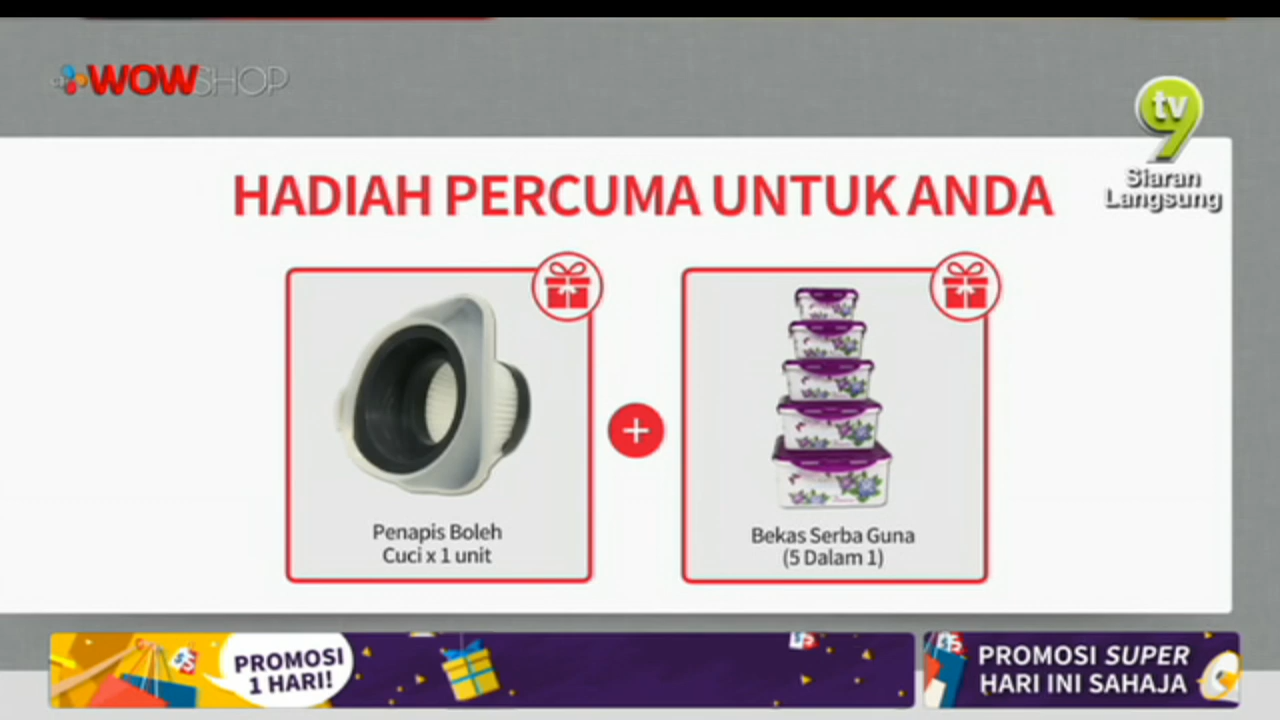 WOWSHOP
tv9
Siaran
Langsung
HADIAH PERCUMA UNTUK ANDA
Penapis Boleh
Cuci x 1 unit
+
Bekas Serba Guna
(5 Dalam 1)
PROMOSI
1 HARI!
PROMOSI SUPER
HARI INI SAHAJA